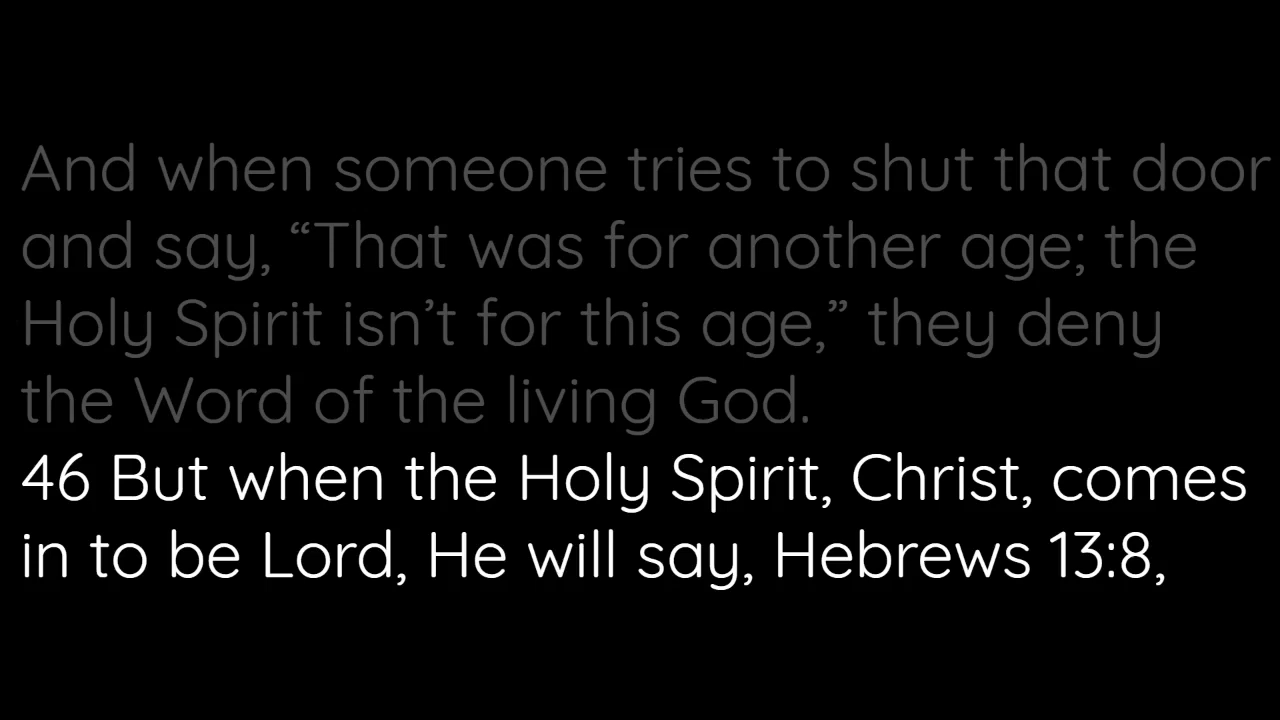 And when someone tries to shut that door
and say, “That was for another age; the
Holy Spirit isn’t for this age,” they deny
the Word of the living God.
46 But when the Holy Spirit, Christ, comes
in to be Lord, He will say, Hebrews 13:8,